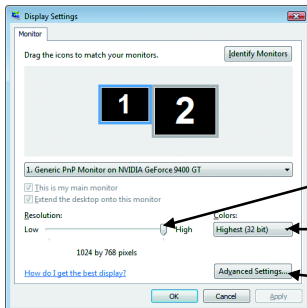 Display Settings
Monitor
Drag the icons to match your monitors.
Identify Monitors
1
2
1. Generic PnP Monitor on NVIDIA GeForce 9400 GT
This is my main monitor
Extend the desktop onto this monitor
Resolution:
Colors:
Low
High
Highest (32 bit)
1024 by 768 pixels
How do I get the best display?
Advanced Settings...
OK
Cancel
Apply